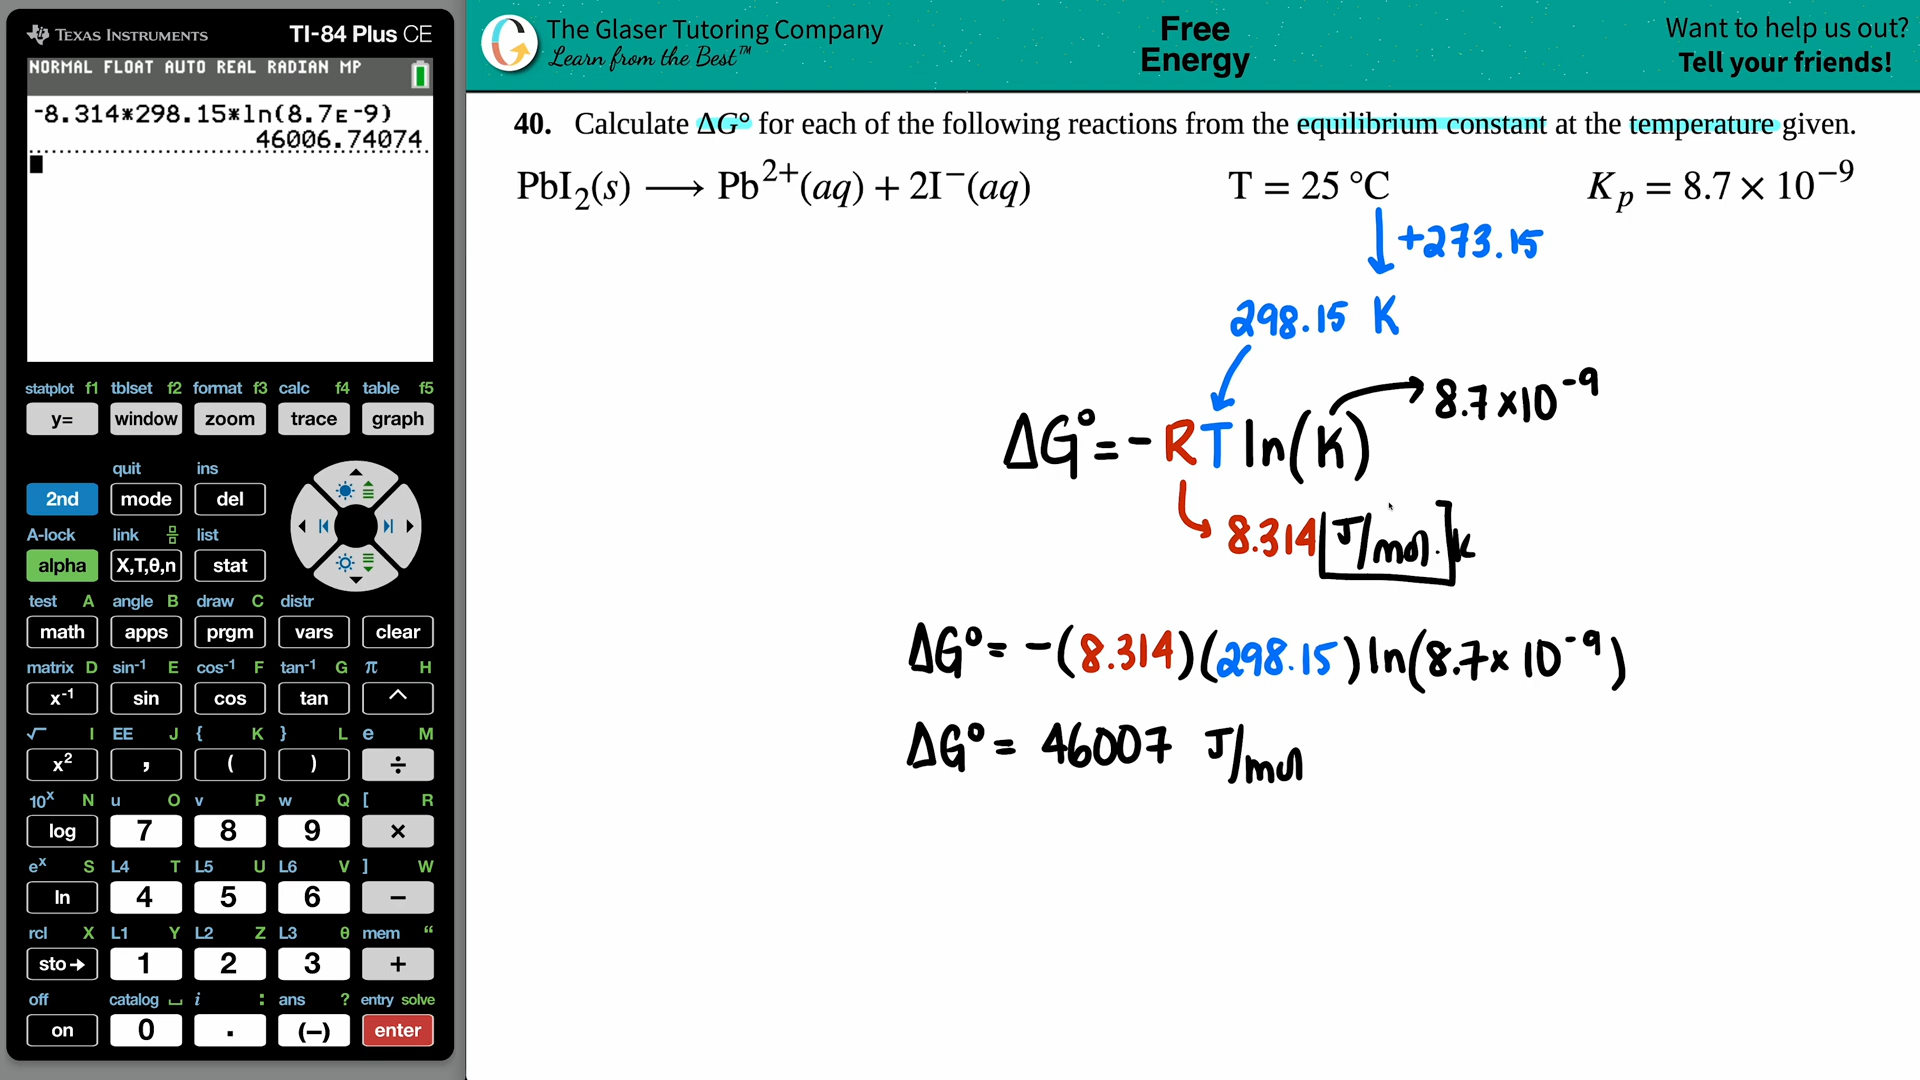 TEXAS INSTRUMENTS TI-84 Plus CE
NORMAL FLOAT AUTO REAL RADIAN MP
-8.314*298.15*ln(8.7ᴇ-9)
46006.74074
statplot f1 tblset f2 format f3 calc f4 table f5
y= window zoom trace graph
quit ins
2nd mode del
A-lock link list
alpha X,T,θ,n stat
test A angle B draw C distr
math apps prgm vars clear
matrix D sin⁻¹ E cos⁻¹ F tan⁻¹ G π H
x⁻¹ sin cos tan ^
√ I EE J { K } L e M
x² , ( ) ÷
10ˣ N u O v P w Q [ R
log 7 8 9 ×
eˣ S L4 T L5 U L6 V ] W
ln 4 5 6 −
rcl X L1 Y L2 Z L3 θ mem “
sto→ 1 2 3 +
off catalog ⎵ i : ans ? entry solve
on 0 . (−) enter
The Glaser Tutoring Company
Learn from the Best™
Free
Energy
Want to help us out?
Tell your friends!
40. Calculate ΔG° for each of the following reactions from the equilibrium constant at the temperature given.
PbI₂(s) ⟶ Pb²⁺(aq) + 2I⁻(aq) T = 25 °C Kₚ = 8.7 × 10⁻⁹
+273.15
298.15 K
8.7×10⁻⁹
ΔG°= -RT ln(K)
8.314 J/mol·K
ΔG°= -(8.314)(298.15)ln(8.7×10⁻⁹)
ΔG°= 46007 J/mol